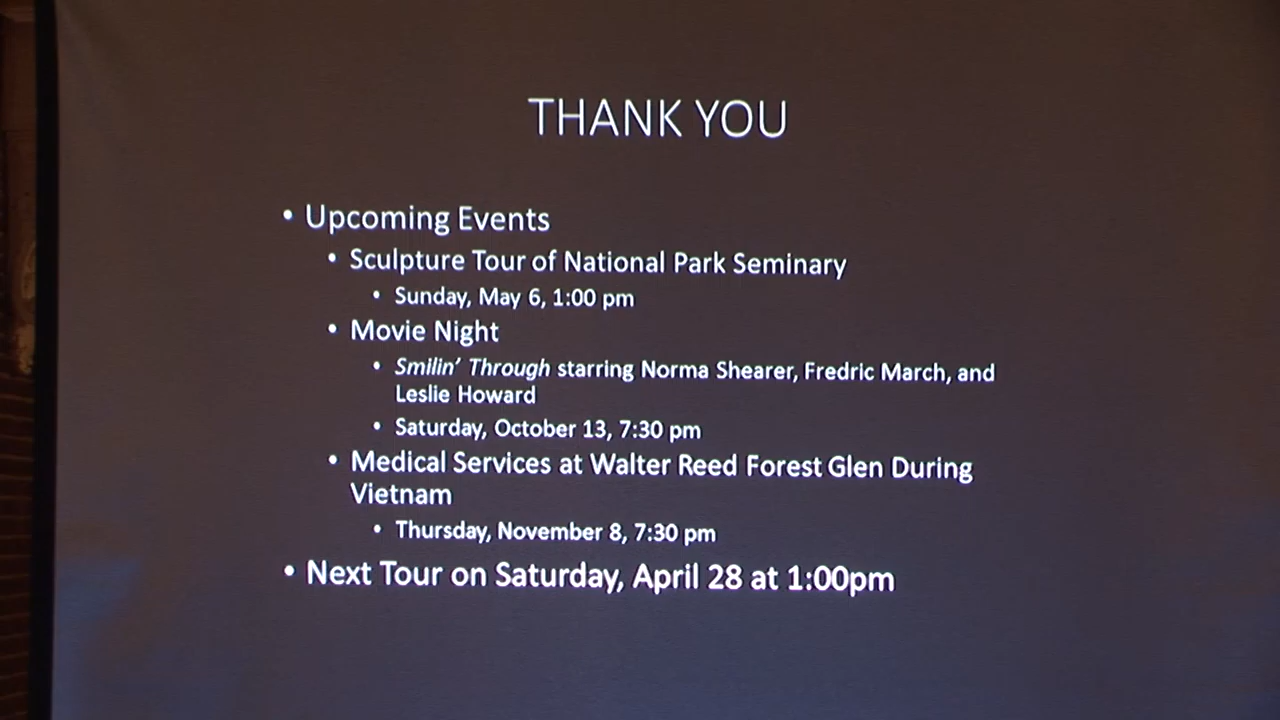 THANK YOU
• Upcoming Events
• Sculpture Tour of National Park Seminary
• Sunday, May 6, 1:00 pm
• Movie Night
• Smilin' Through starring Norma Shearer, Fredric March, and
Leslie Howard
• Saturday, October 13, 7:30 pm
• Medical Services at Walter Reed Forest Glen During
Vietnam
• Thursday, November 8, 7:30 pm
• Next Tour on Saturday, April 28 at 1:00pm